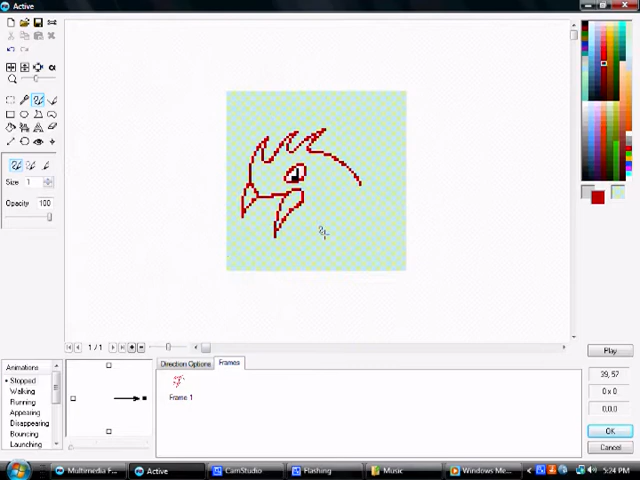 Active
Size
1
Opacity
100
1 / 1
Animations
Stopped
Walking
Running
Appearing
Disappearing
Bouncing
Launching
Direction Options
Frames
Frame 1
Play
39, 57
0 x 0
0,0,0
OK
Cancel
Multimedia F...
Active
CamStudio
Flashing
Music
Windows Me...
5:24 PM